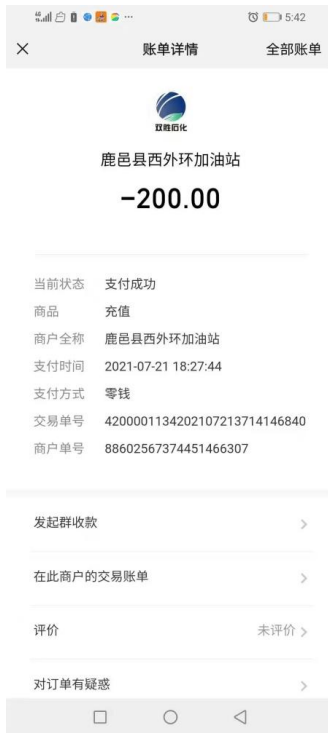 5:42
账单详情 全部账单
双胜石化
鹿邑县西外环加油站
-200.00
当前状态 支付成功
商品 充值
商户全称 鹿邑县西外环加油站
支付时间 2021-07-21 18:27:44
支付方式 零钱
交易单号 4200001134202107213714146840
商户单号 88602567374451466307
发起群收款
在此商户的交易账单
评价 未评价
对订单有疑惑